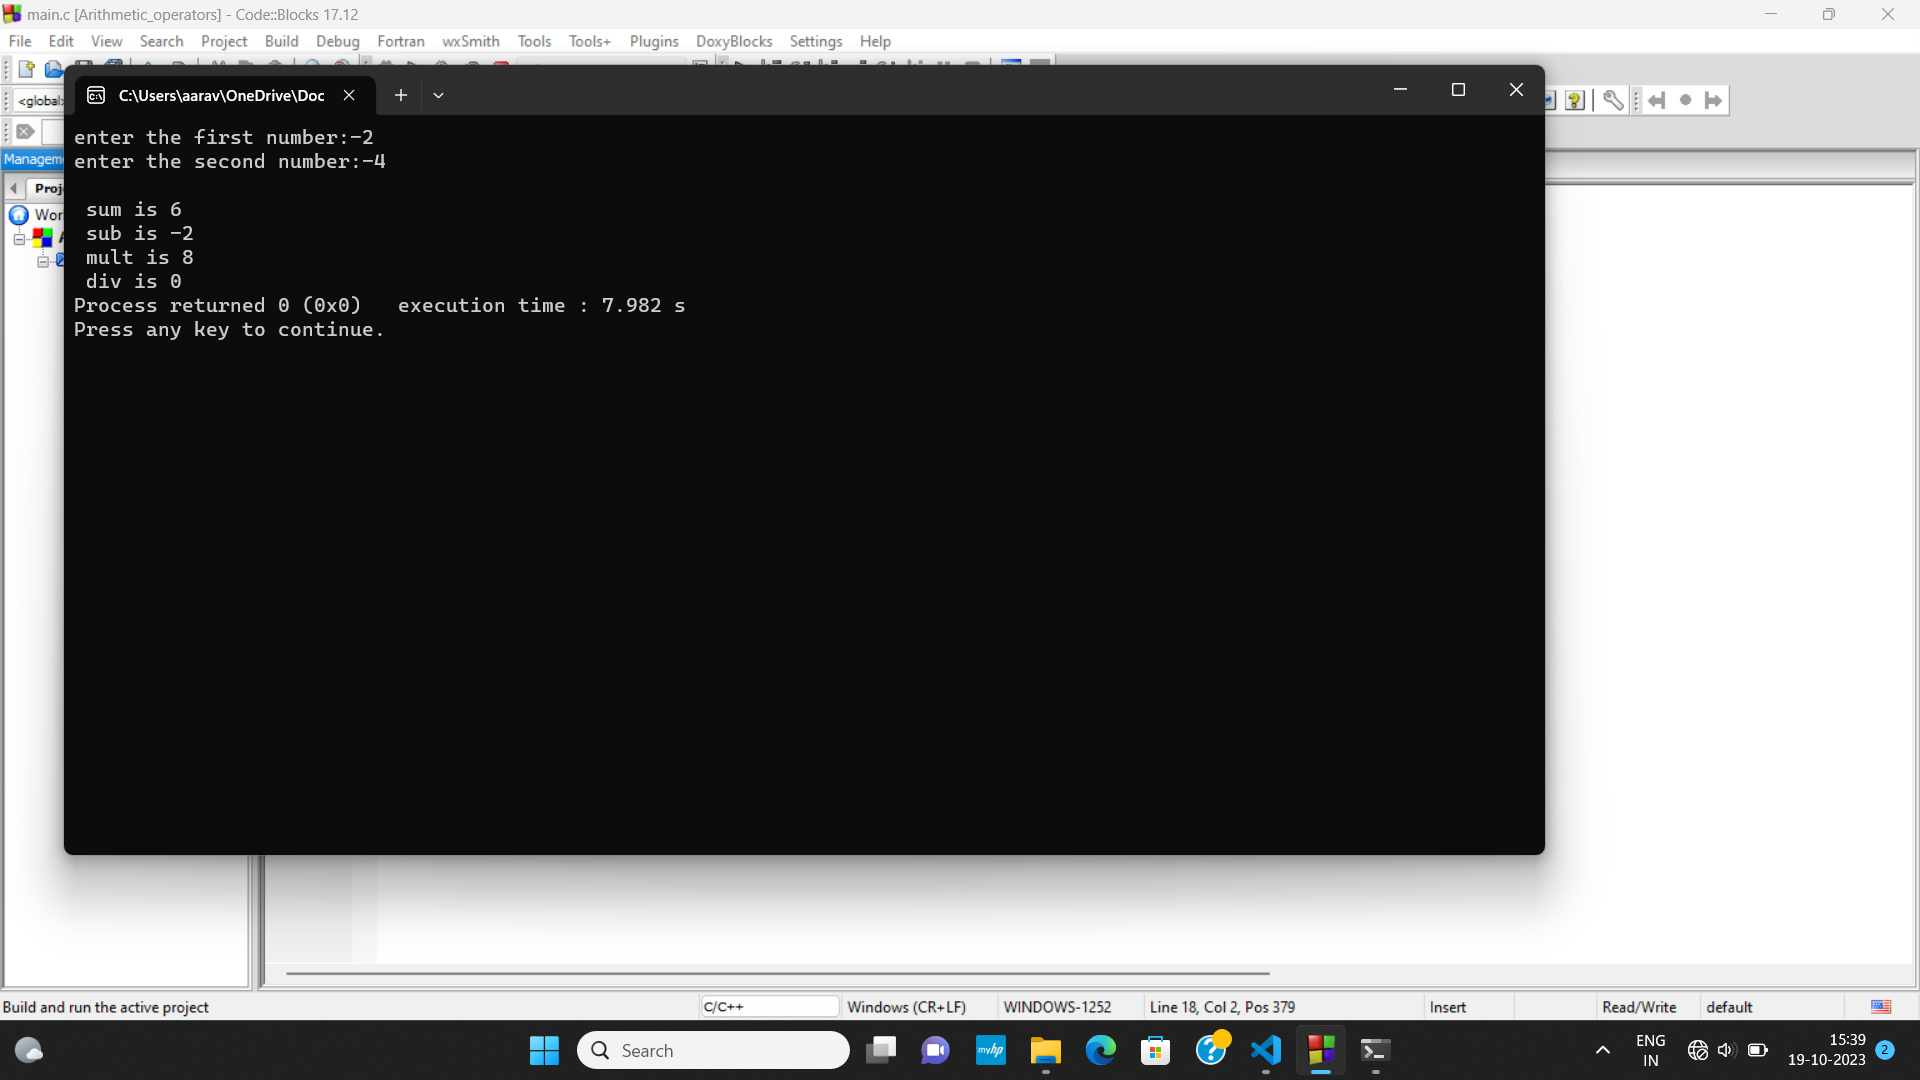 main.c [Arithmetic_operators] - Code::Blocks 17.12
File Edit View Search Project Build Debug Fortran wxSmith Tools Tools+ Plugins DoxyBlocks Settings Help
<global
C:\Users\aarav\OneDrive\Doc
enter the first number:-2
enter the second number:-4
sum is 6
sub is -2
mult is 8
div is 0
Process returned 0 (0x0)   execution time : 7.982 s
Press any key to continue.
Build and run the active project C/C++ Windows (CR+LF) WINDOWS-1252 Line 18, Col 2, Pos 379 Insert Read/Write default
Search
myhp
ENG
IN
15:39
19-10-2023
2